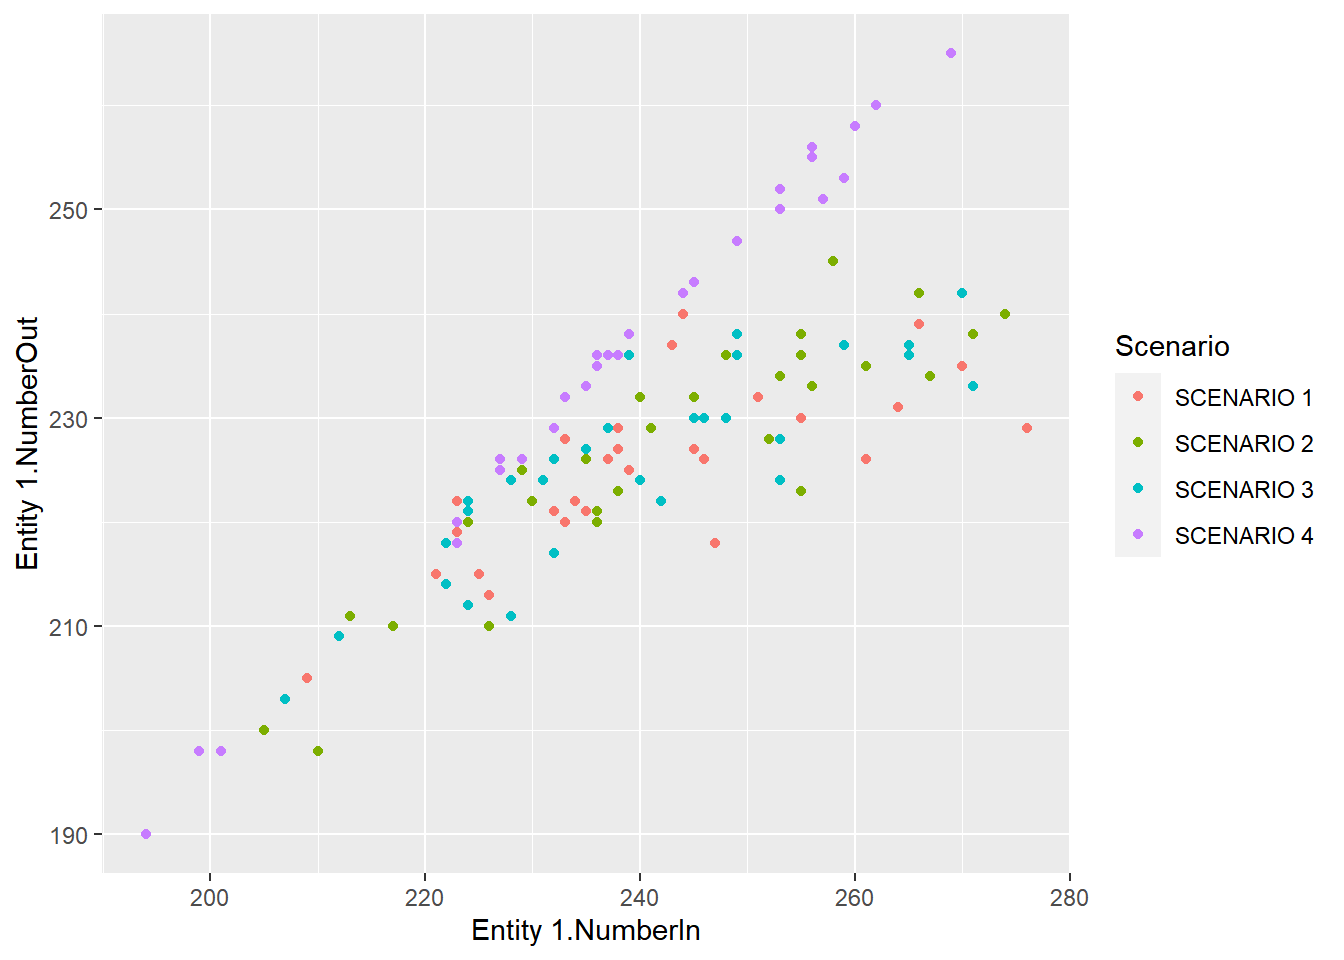 Entity 1.NumberOut
250
230
210
190
200
220
240
260
280
Entity 1.NumberIn
Scenario
SCENARIO 1
SCENARIO 2
SCENARIO 3
SCENARIO 4